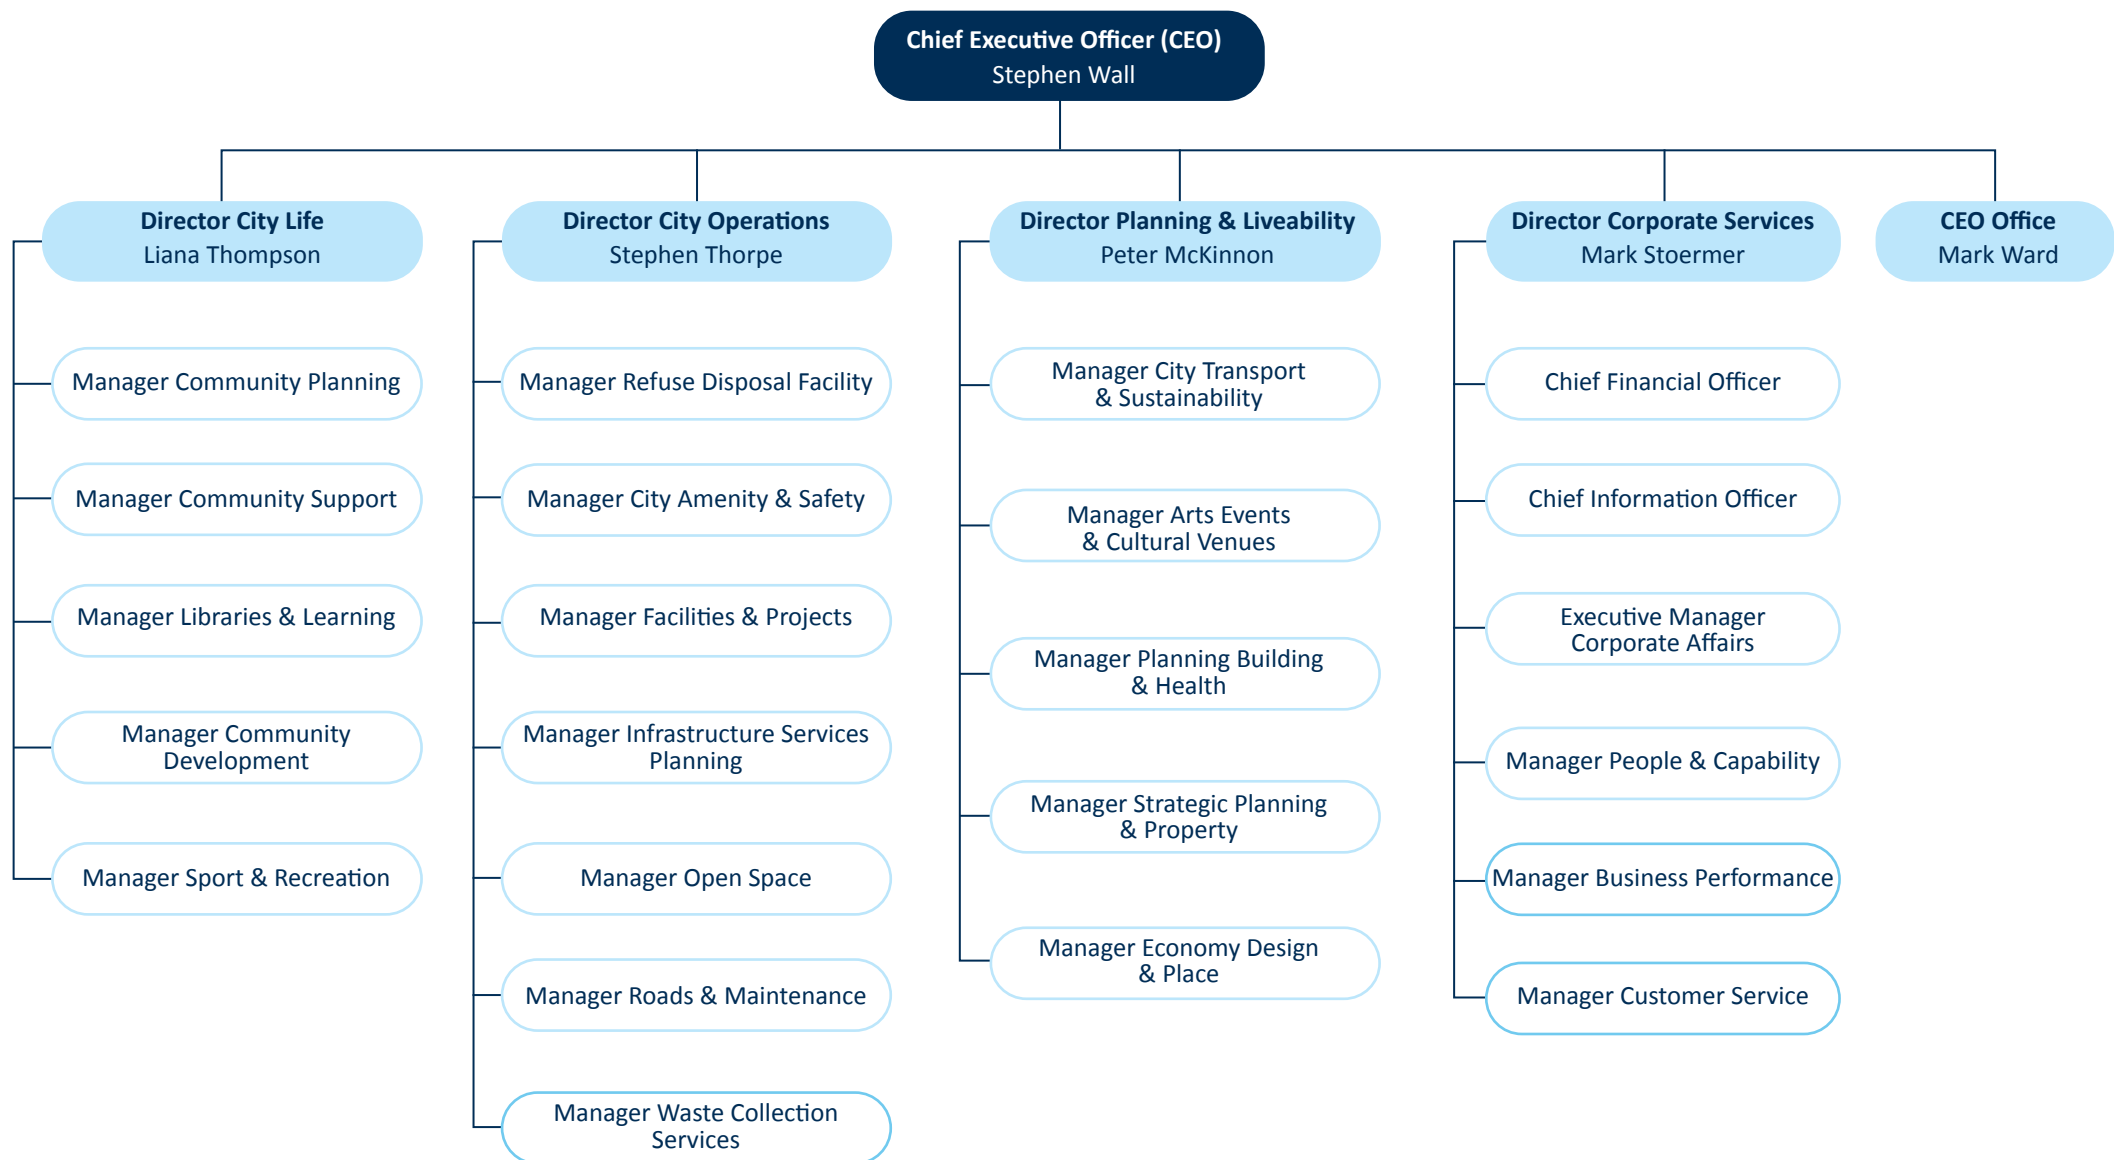 Chief Executive Officer (CEO)
Stephen Wall
Director City Life
Liana Thompson
Manager Community Planning
Manager Community Support
Manager Libraries & Learning
Manager Community
Development
Manager Sport & Recreation
Director City Operations
Stephen Thorpe
Manager Refuse Disposal Facility
Manager City Amenity & Safety
Manager Facilities & Projects
Manager Infrastructure Services
Planning
Manager Open Space
Manager Roads & Maintenance
Manager Waste Collection
Services
Director Planning & Liveability
Peter McKinnon
Manager City Transport
& Sustainability
Manager Arts Events
& Cultural Venues
Manager Planning Building
& Health
Manager Strategic Planning
& Property
Manager Economy Design
& Place
Director Corporate Services
Mark Stoermer
Chief Financial Officer
Chief Information Officer
Executive Manager
Corporate Affairs
Manager People & Capability
Manager Business Performance
Manager Customer Service
CEO Office
Mark Ward